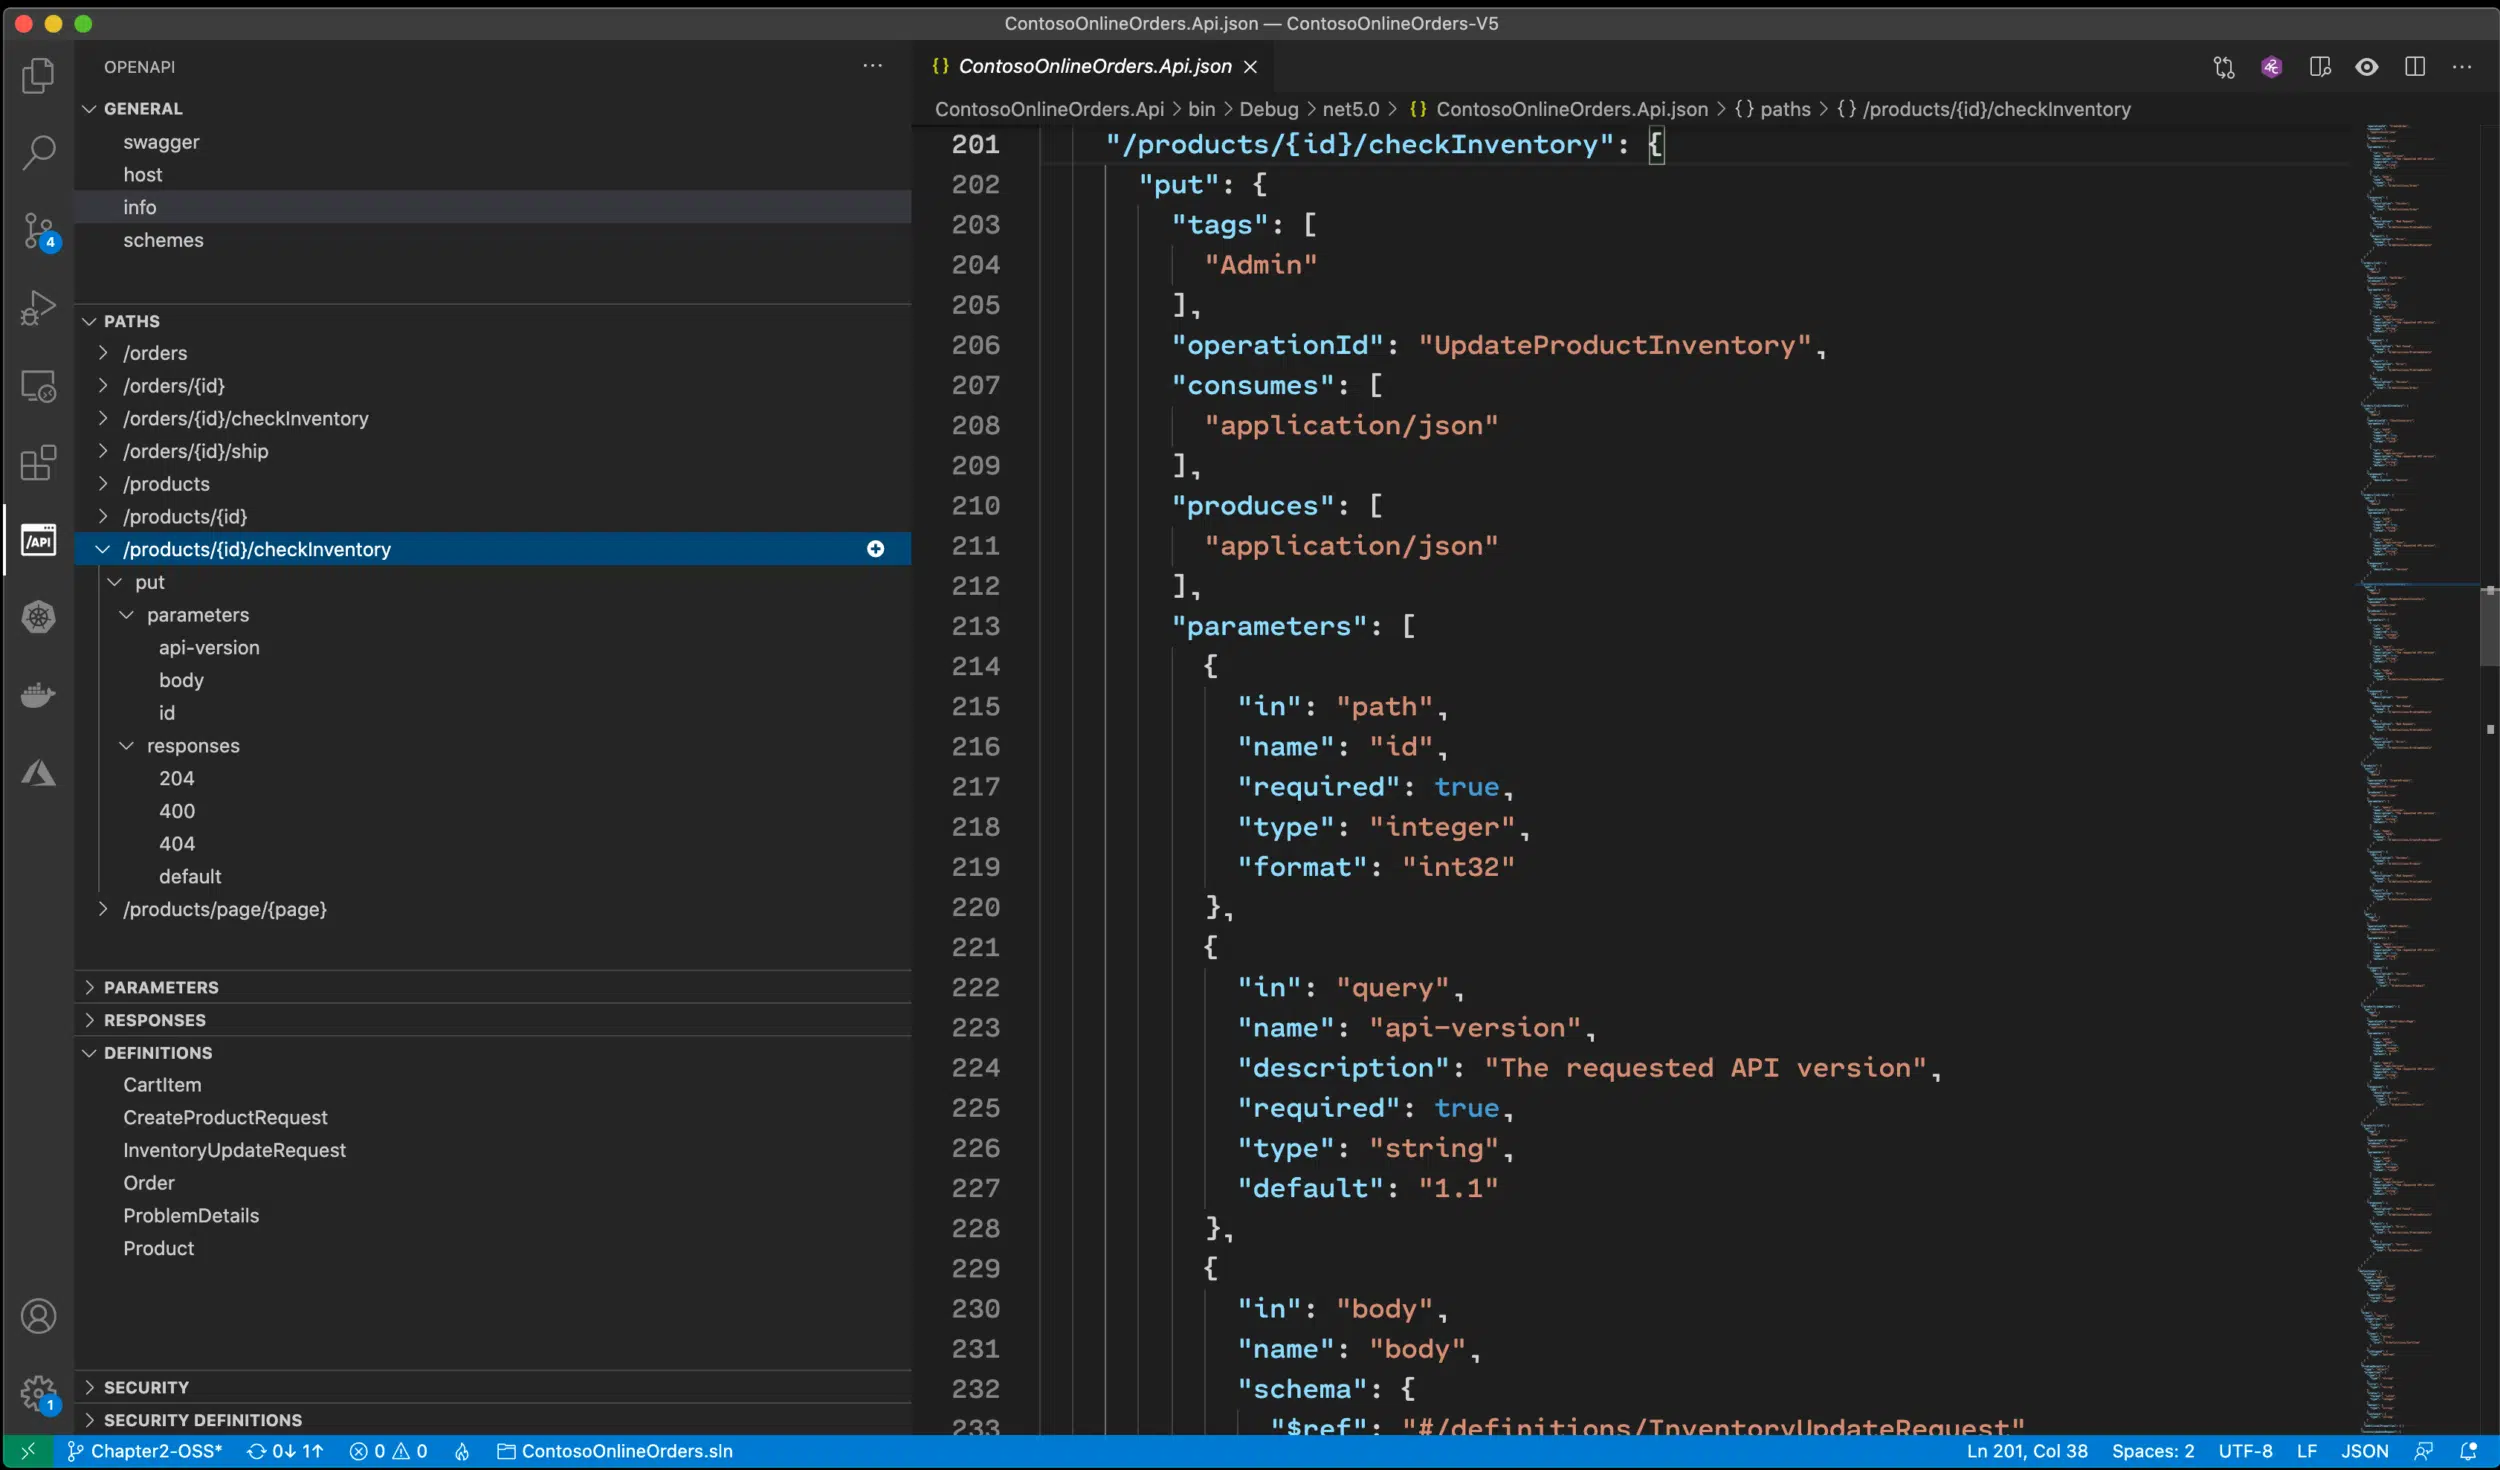 ContosoOnlineOrders.Api.json — ContosoOnlineOrders-V5
OPENAPI
GENERAL
swagger
host
info
schemes
PATHS
/orders
/orders/{id}
/orders/{id}/checkInventory
/orders/{id}/ship
/products
/products/{id}
/products/{id}/checkInventory
put
parameters
api-version
body
id
responses
204
400
404
default
/products/page/{page}
PARAMETERS
RESPONSES
DEFINITIONS
CartItem
CreateProductRequest
InventoryUpdateRequest
Order
ProblemDetails
Product
SECURITY
SECURITY DEFINITIONS
4
/API
1
{} ContosoOnlineOrders.Api.json
ContosoOnlineOrders.Api > bin > Debug > net5.0 > {} ContosoOnlineOrders.Api.json > {} paths > {} /products/{id}/checkInventory
201 "/products/{id}/checkInventory": {
202 "put": {
203 "tags": [
204 "Admin"
205 ],
206 "operationId": "UpdateProductInventory",
207 "consumes": [
208 "application/json"
209 ],
210 "produces": [
211 "application/json"
212 ],
213 "parameters": [
214 {
215 "in": "path",
216 "name": "id",
217 "required": true,
218 "type": "integer",
219 "format": "int32"
220 },
221 {
222 "in": "query",
223 "name": "api-version",
224 "description": "The requested API version",
225 "required": true,
226 "type": "string",
227 "default": "1.1"
228 },
229 {
230 "in": "body",
231 "name": "body",
232 "schema": {
233 "$ref": "#/definitions/InventoryUpdateRequest"
Chapter2-OSS* 0↓ 1↑ 0 0 ContosoOnlineOrders.sln Ln 201, Col 38 Spaces: 2 UTF-8 LF JSON